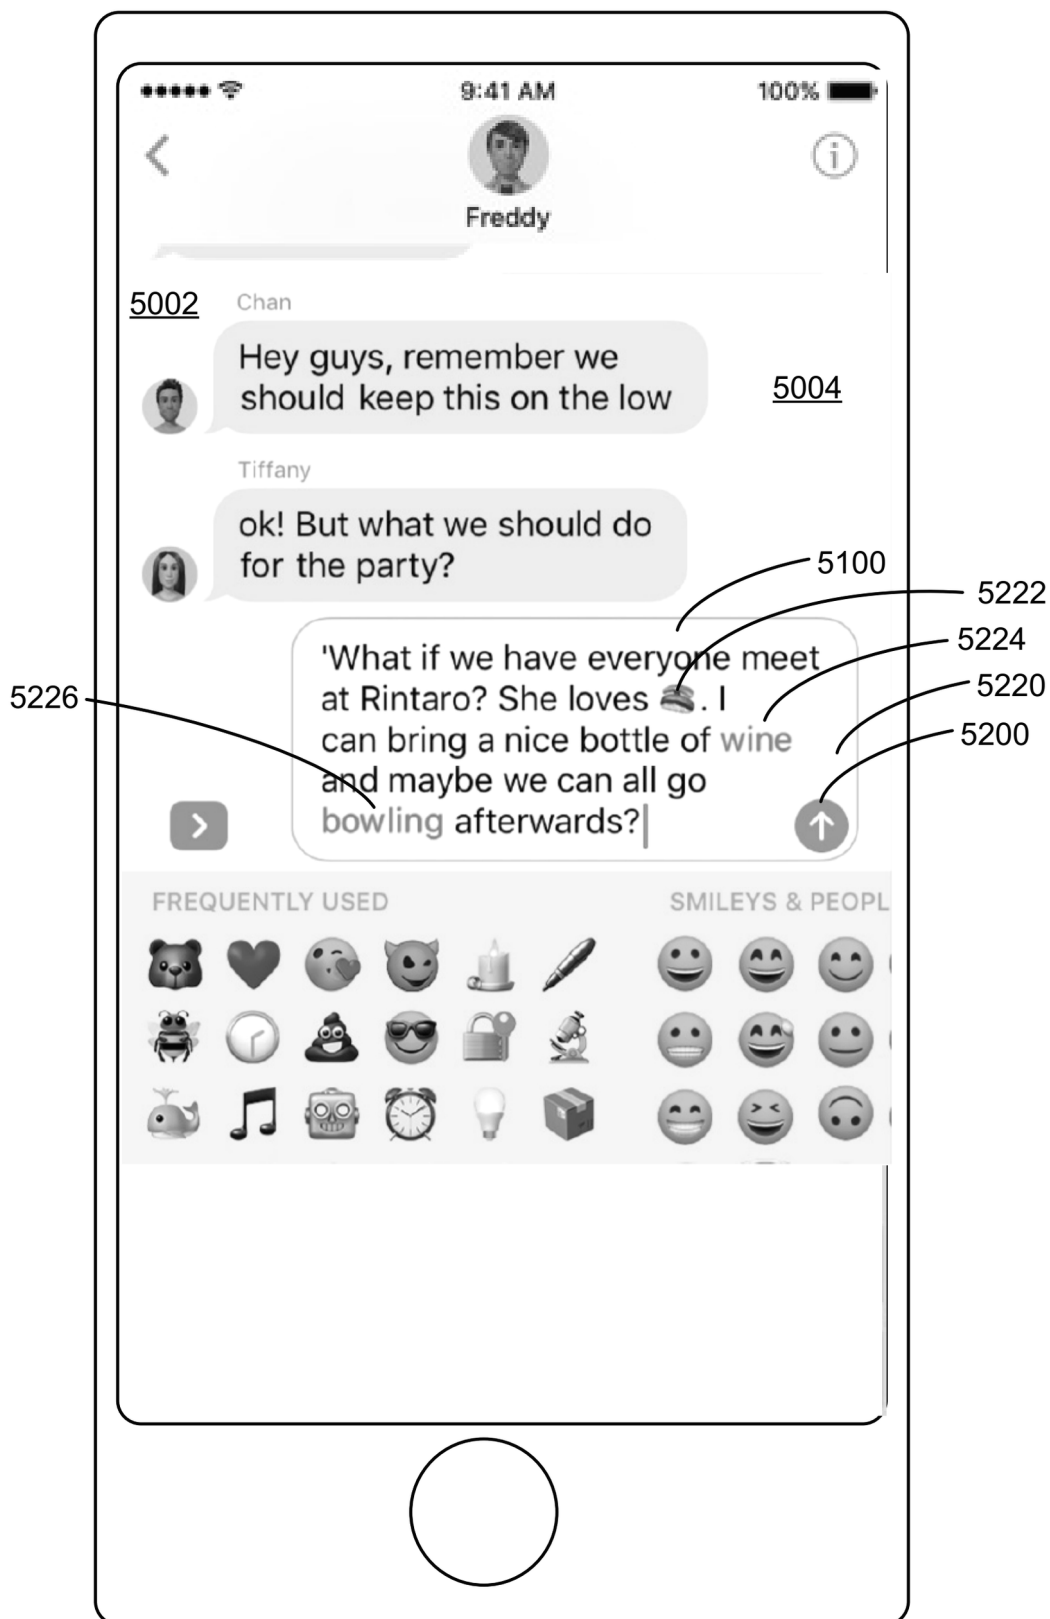 9:41 AM
100%
Freddy
5002
Chan
Hey guys, remember we
should keep this on the low
5004
Tiffany
ok! But what we should do
for the party?
5100
5222
5224
5220
5200
5226
'What if we have everyone meet
at Rintaro? She loves 🍔. I
can bring a nice bottle of wine
and maybe we can all go
bowling afterwards?
FREQUENTLY USED
SMILEYS & PEOPL